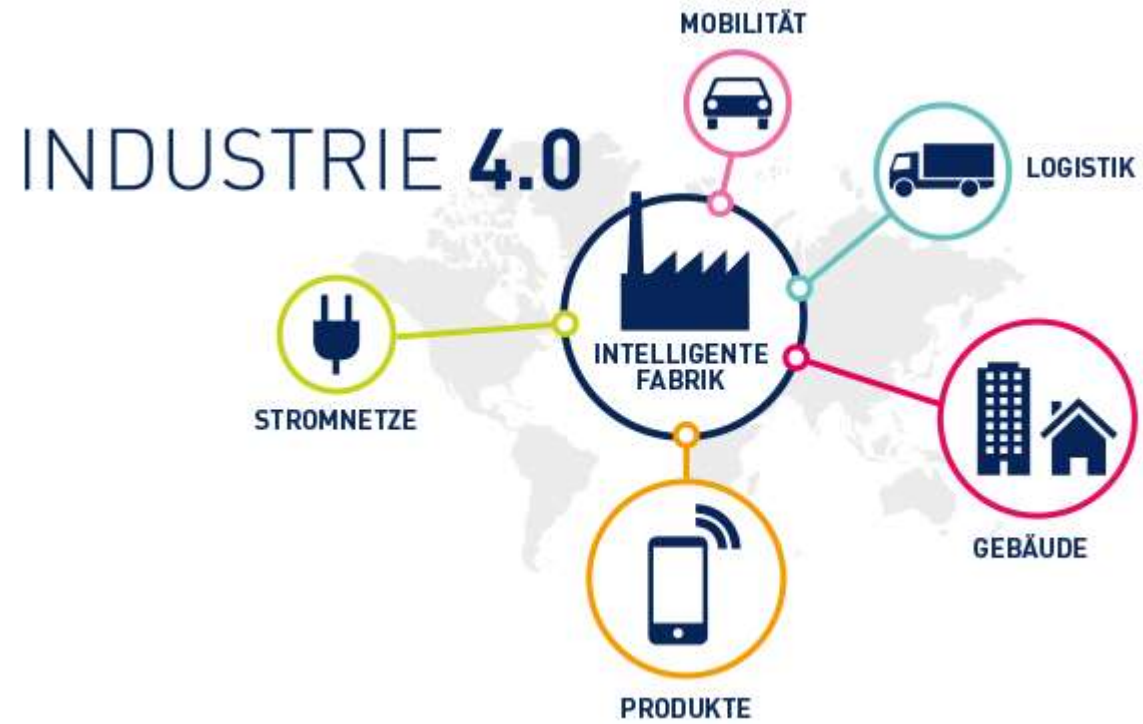 MOBILITÄT
INDUSTRIE 4.0
LOGISTIK
INTELLIGENTE
FABRIK
STROMNETZE
GEBÄUDE
PRODUKTE